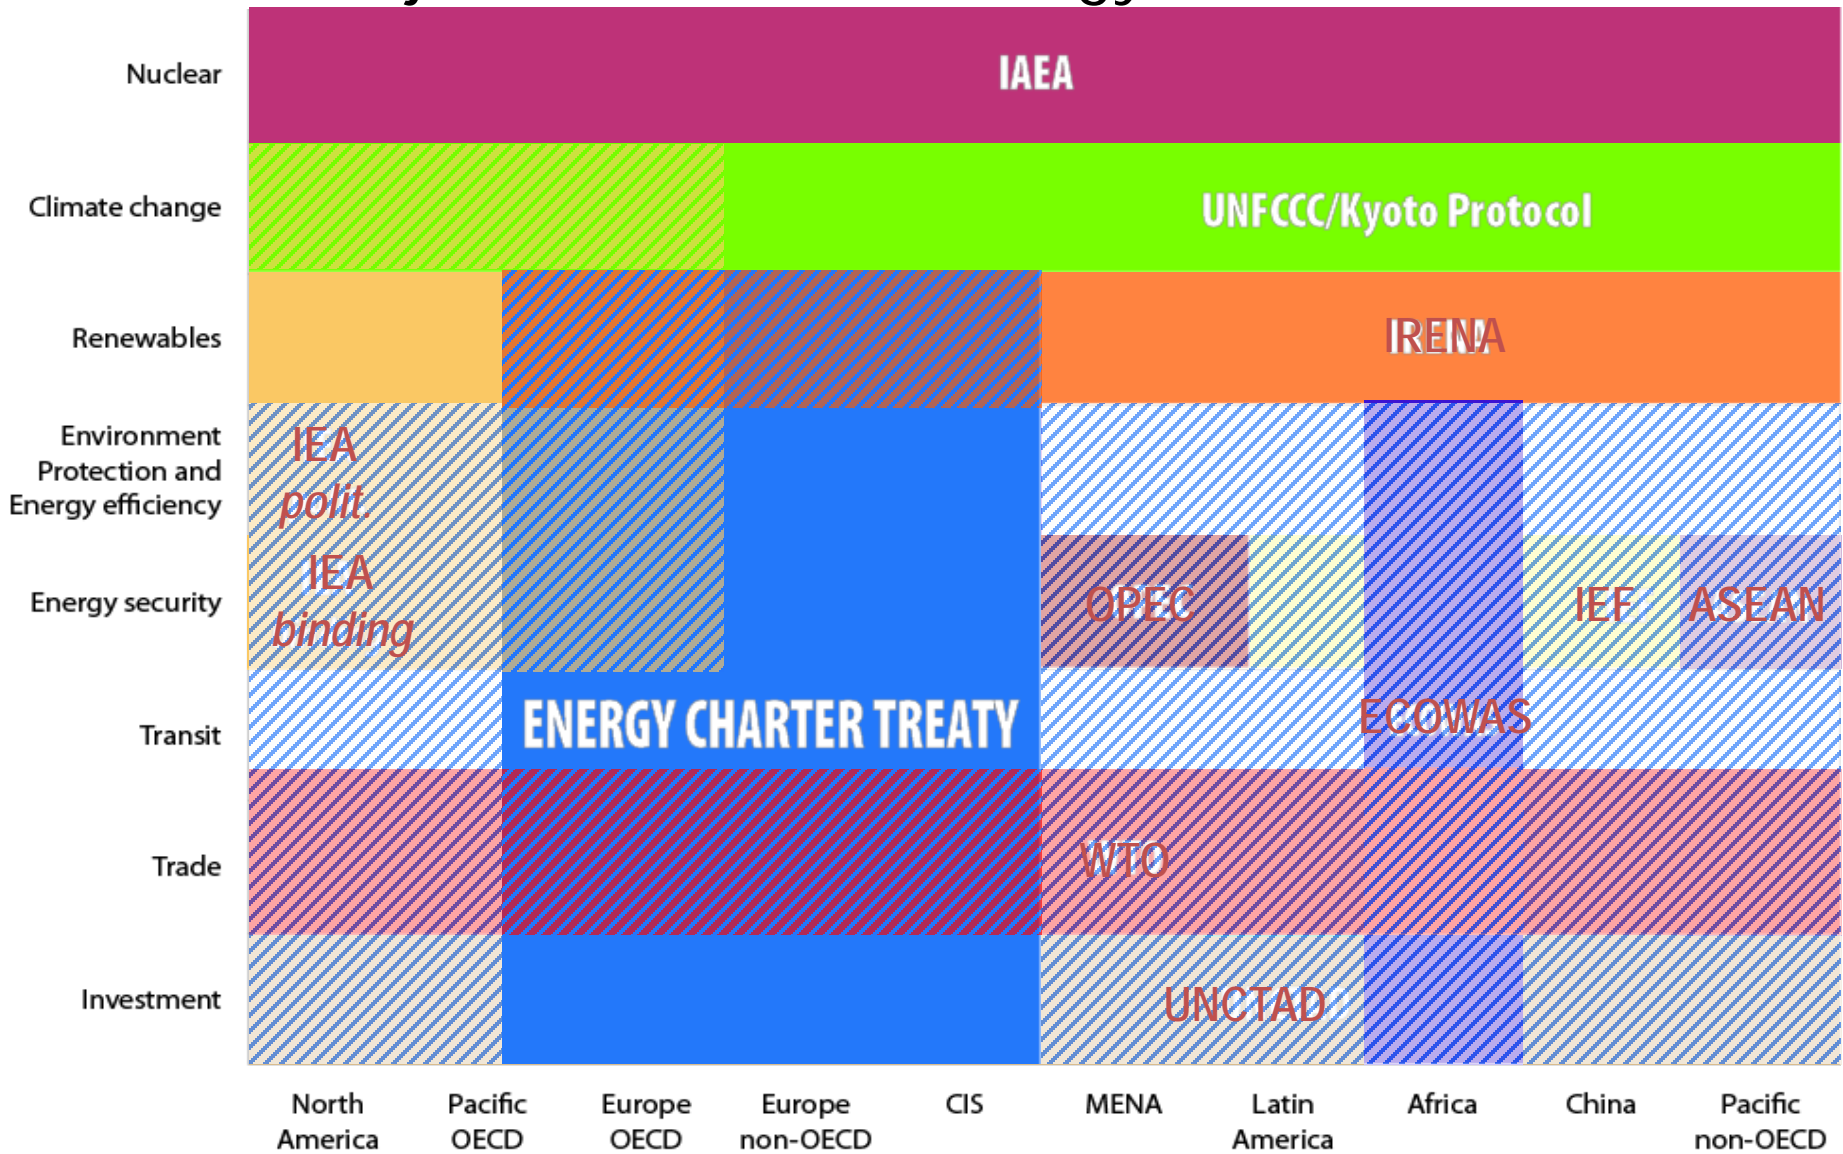 Nuclear
IAEA
Climate change
UNFCCC/Kyoto Protocol
Renewables
IRENA
Environment
Protection and
Energy efficiency
IEA
polit.
IEA
binding
Energy security
OPEC
IEF
ASEAN
Transit
ENERGY CHARTER TREATY
ECOWAS
Trade
WTO
Investment
UNCTAD
North
America
Pacific
OECD
Europe
OECD
Europe
non-OECD
CIS
MENA
Latin
America
Africa
China
Pacific
non-OECD